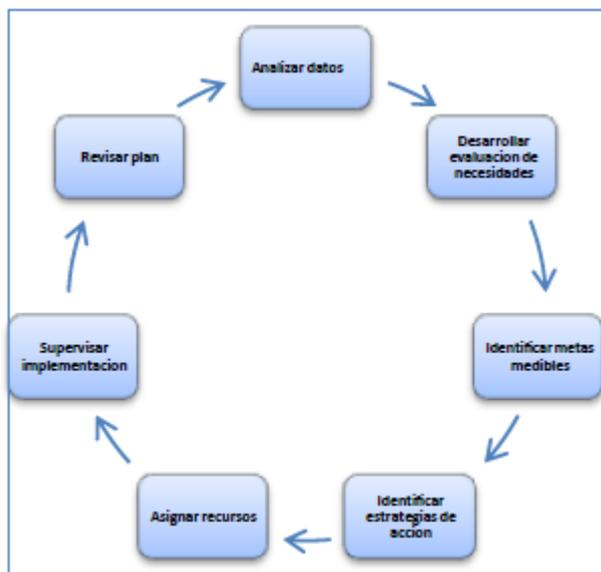 Analizar datos
Desarrollar
evaluacion de
necesidades
Identificar metas
medibles
Identificar
estrategias de
accion
Asignar recursos
Supervisar
implementacion
Revisar plan